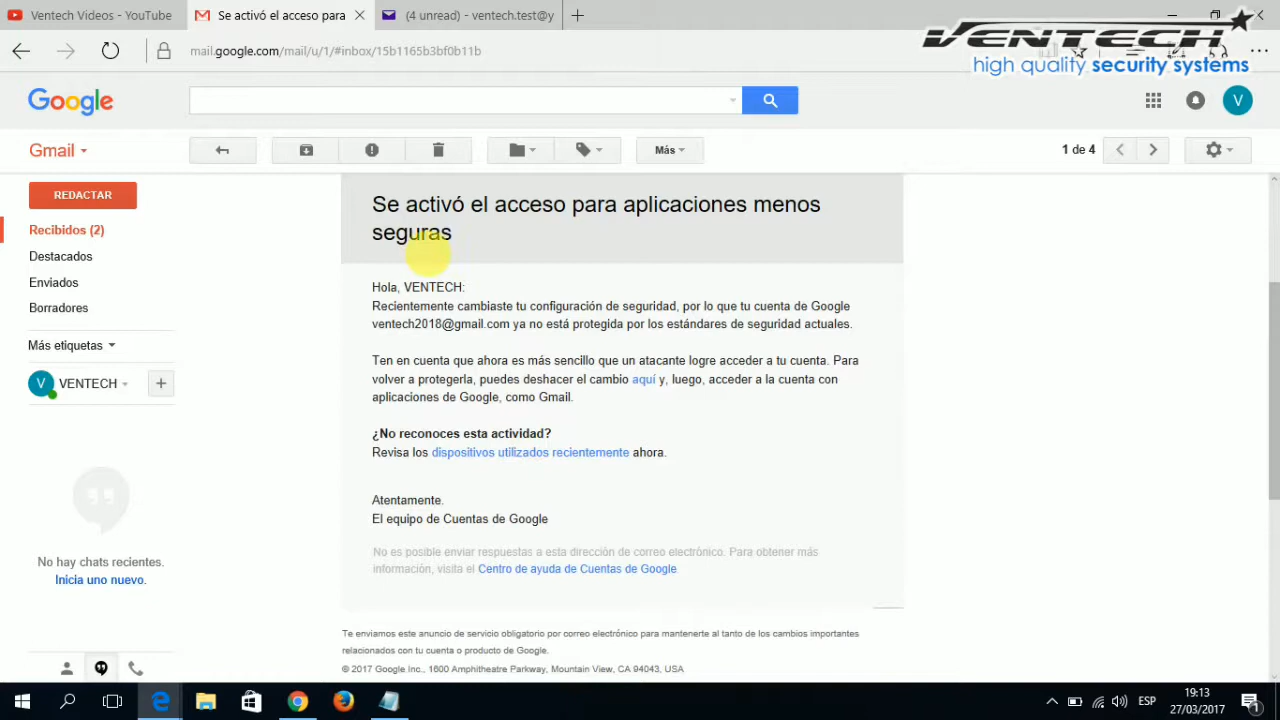 Ventech Videos - YouTube
Se activó el acceso para
(4 unread) - ventech.test@y
VENTECH
high quality security systems
mail.google.com/mail/u/1/#inbox/15b1165b3bf0b11b
Google
V
Gmail
Más
1 de 4
REDACTAR
Recibidos (2)
Destacados
Enviados
Borradores
Más etiquetas
V VENTECH
No hay chats recientes.
Inicia uno nuevo.
Se activó el acceso para aplicaciones menos
seguras
Hola, VENTECH:
Recientemente cambiaste tu configuración de seguridad, por lo que tu cuenta de Google
ventech2018@gmail.com ya no está protegida por los estándares de seguridad actuales.
Ten en cuenta que ahora es más sencillo que un atacante logre acceder a tu cuenta. Para
volver a protegerla, puedes deshacer el cambio aquí y, luego, acceder a la cuenta con
aplicaciones de Google, como Gmail.
¿No reconoces esta actividad?
Revisa los dispositivos utilizados recientemente ahora.
Atentamente.
El equipo de Cuentas de Google
No es posible enviar respuestas a esta dirección de correo electrónico. Para obtener más
información, visita el Centro de ayuda de Cuentas de Google.
Te enviamos este anuncio de servicio obligatorio por correo electrónico para mantenerte al tanto de los cambios importantes
relacionados con tu cuenta o producto de Google.
© 2017 Google Inc., 1600 Amphitheatre Parkway, Mountain View, CA 94043, USA
ESP
19:13
27/03/2017
1